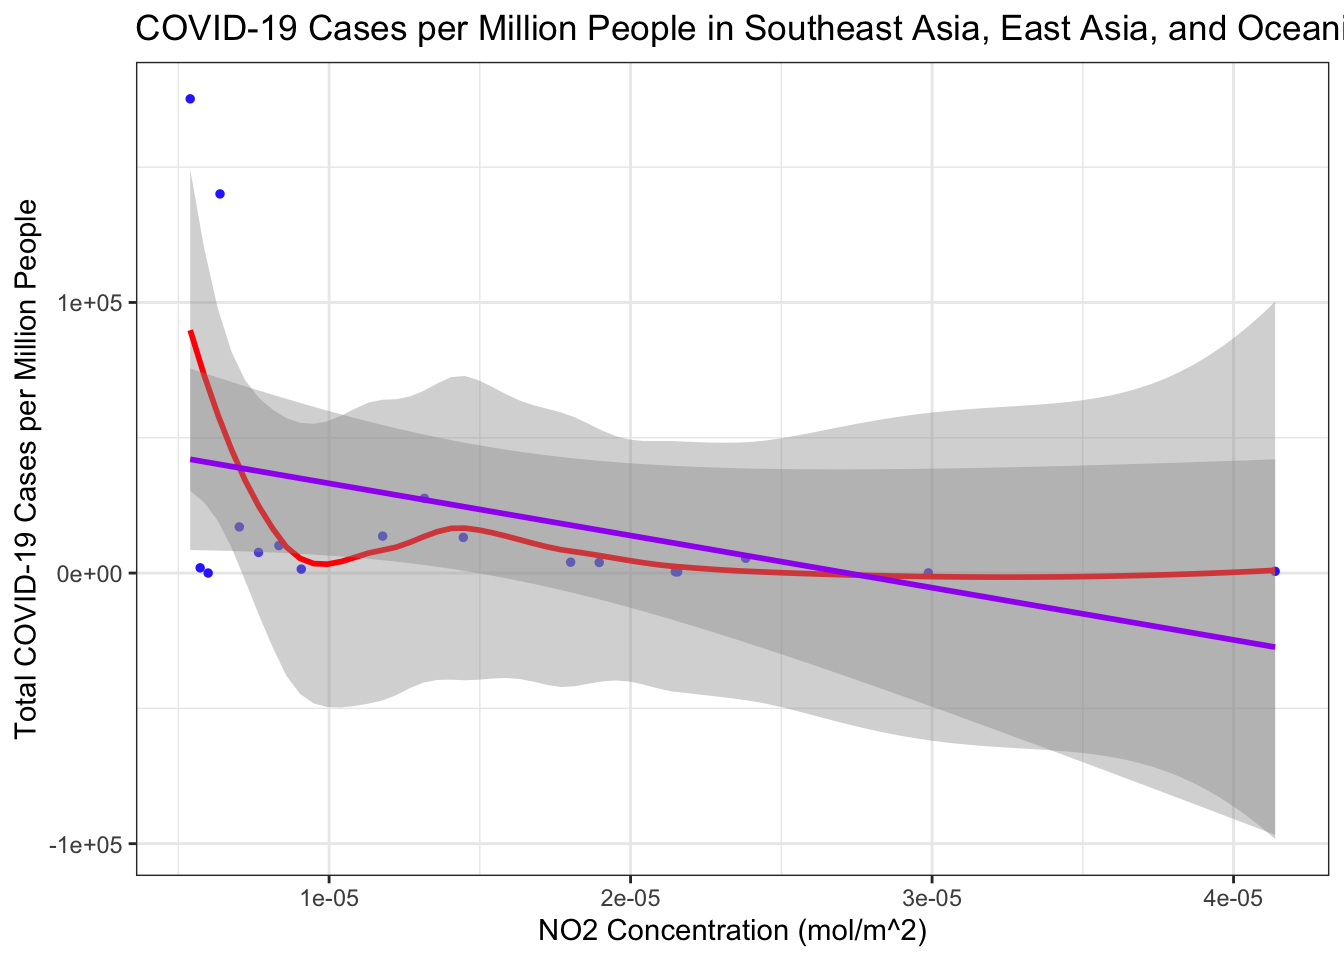 COVID-19 Cases per Million People in Southeast Asia, East Asia, and Oceani
Total COVID-19 Cases per Million People
1e+05
0e+00
-1e+05
1e-05 2e-05 3e-05 4e-05
NO2 Concentration (mol/m^2)